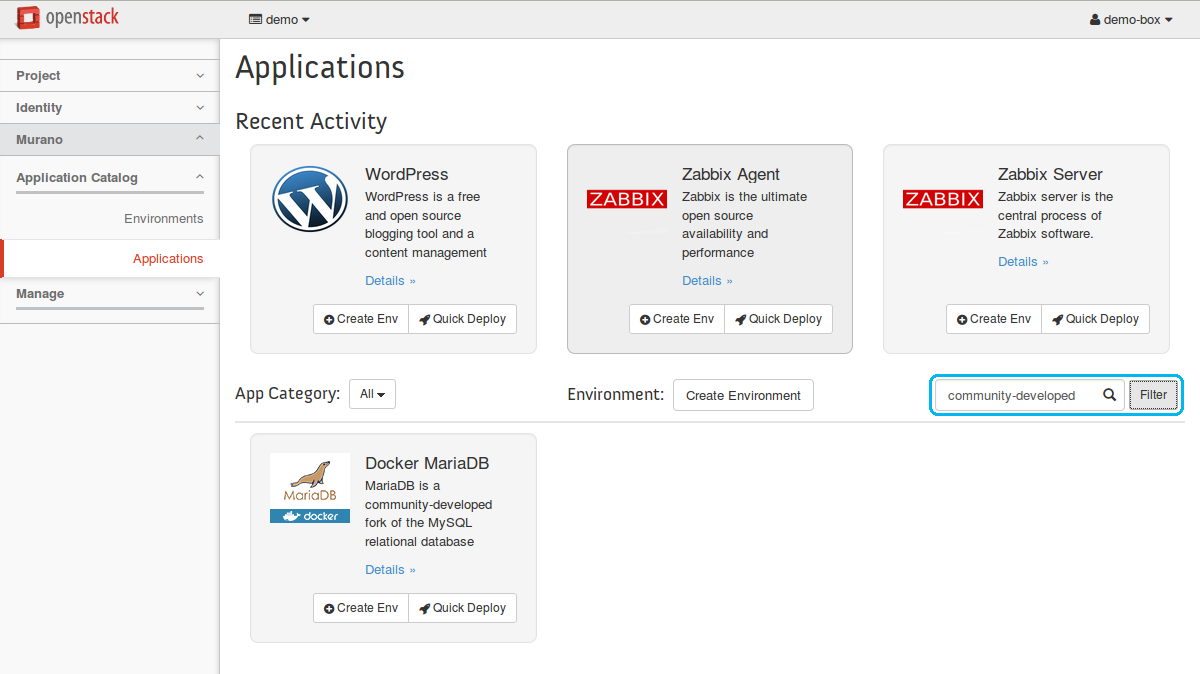 openstack
demo
demo-box
Project
Identity
Murano
Application Catalog
Environments
Applications
Manage
Applications
Recent Activity
WordPress
WordPress is a free
and open source
blogging tool and a
content management
Details »
Create Env
Quick Deploy
ZABBIX
Zabbix Agent
Zabbix is the ultimate
open source
availability and
performance
Details »
Create Env
Quick Deploy
ZABBIX
Zabbix Server
Zabbix server is the
central process of
Zabbix software.
Details »
Create Env
Quick Deploy
App Category: All
Environment: Create Environment
community-developed
Filter
MariaDB
docker
Docker MariaDB
MariaDB is a
community-developed
fork of the MySQL
relational database
Details »
Create Env
Quick Deploy